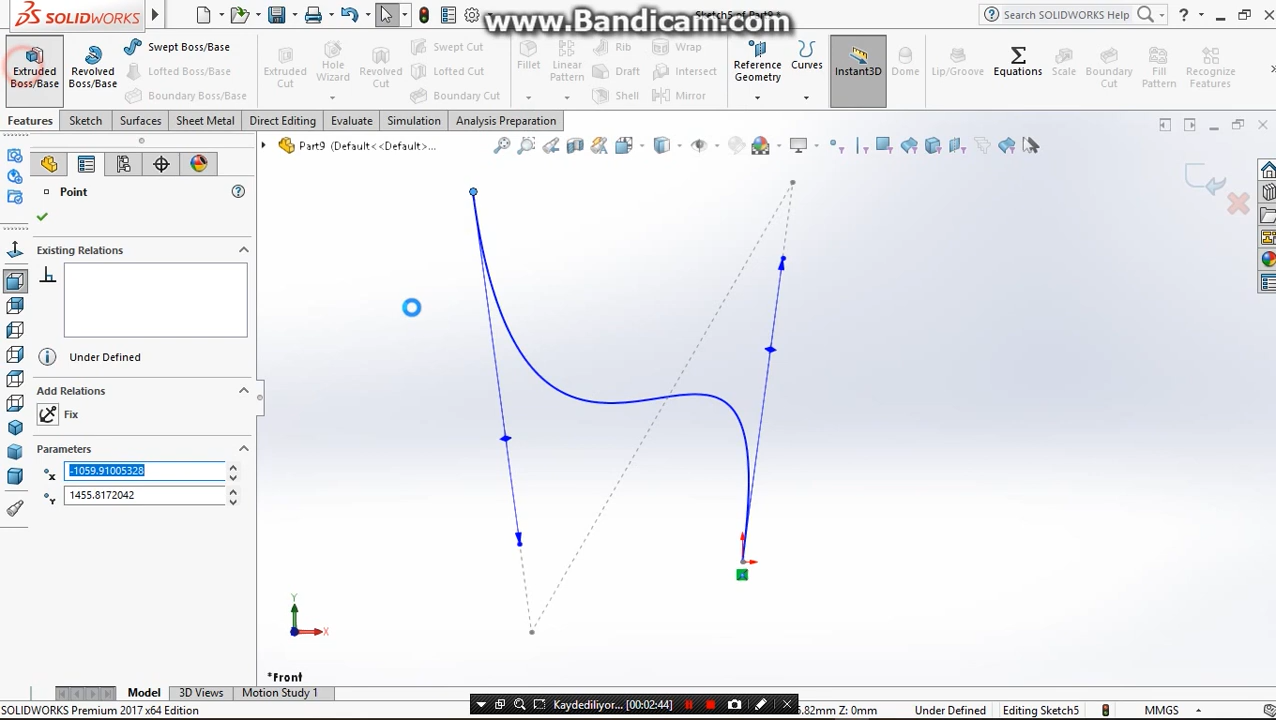 SOLIDWORKS
www.Bandicam.com
Sketch5 of Part9 *
Search SOLIDWORKS Help
Extruded Boss/Base
Revolved Boss/Base
Swept Boss/Base
Lofted Boss/Base
Boundary Boss/Base
Extruded Cut
Hole Wizard
Revolved Cut
Swept Cut
Lofted Cut
Boundary Cut
Fillet
Linear Pattern
Rib
Draft
Shell
Wrap
Intersect
Mirror
Reference Geometry
Curves
Instant3D
Dome
Lip/Groove
Equations
Scale
Boundary Cut
Fill Pattern
Recognize Features
Features
Sketch
Surfaces
Sheet Metal
Direct Editing
Evaluate
Simulation
Analysis Preparation
Part9 (Default<<Default>...
Point
Existing Relations
Under Defined
Add Relations
Fix
Parameters
-1059.91005328
1455.8172042
Y
X
*Front
Model
3D Views
Motion Study 1
Kaydediliyor... [00:02:44]
SOLIDWORKS Premium 2017 x64 Edition
6.82mm Z: 0mm
Under Defined
Editing Sketch5
MMGS